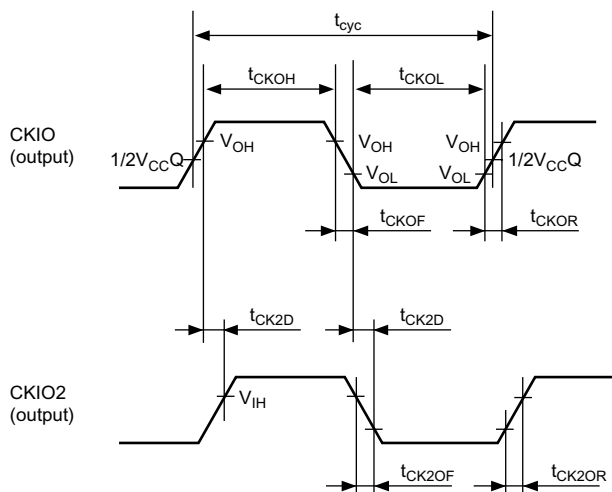 tcyc
tCKOH
tCKOL
CKIO
(output)
1/2VCCQ
VOH
VOH
VOL
VOL
VOH
1/2VCCQ
tCKOF
tCKOR
tCK2D
tCK2D
CKIO2
(output)
VIH
tCK2OF
tCK2OR